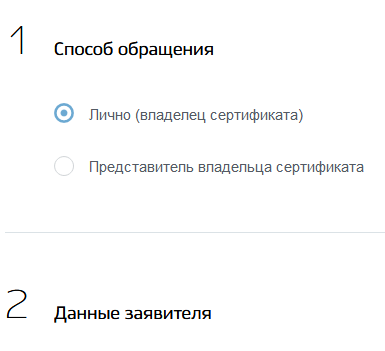 1 Способ обращения
Лично (владелец сертификата)
Представитель владельца сертификата
2 Данные заявителя